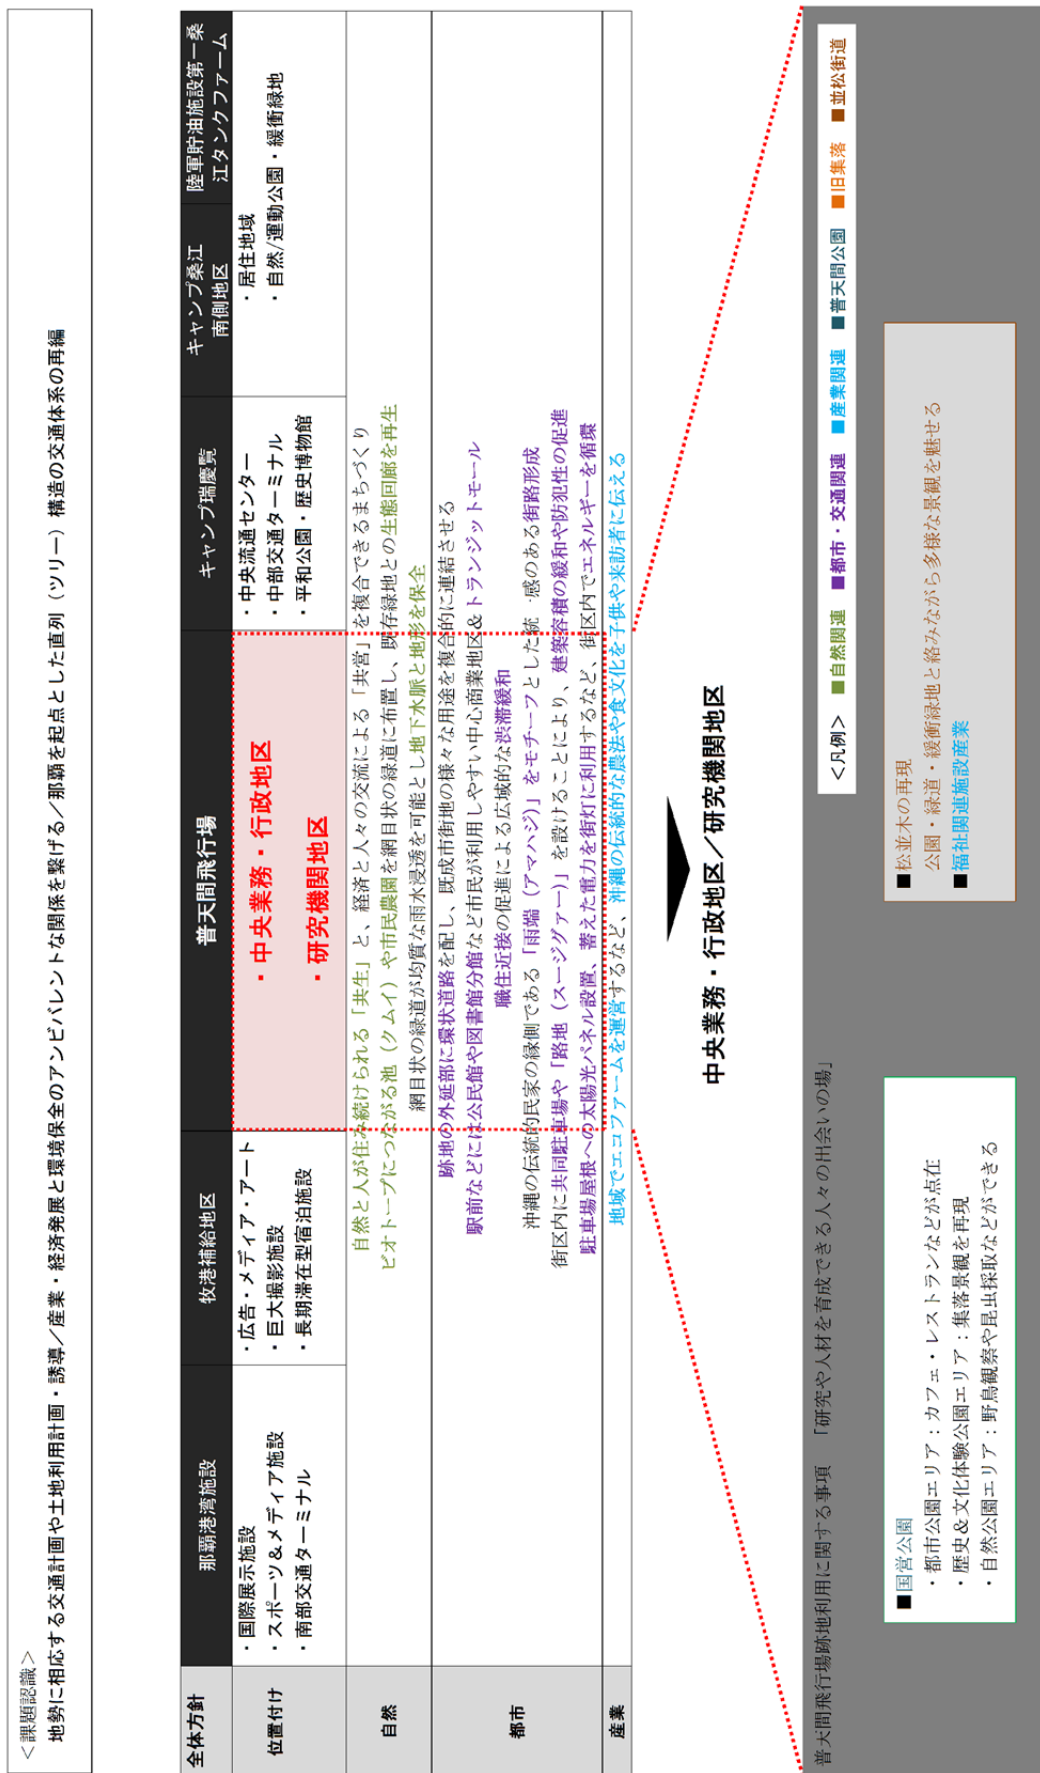 ＜課題認識＞
地勢に相応する交通計画や土地利用計画・誘導／産業・経済発展と環境保全のアンビバレントな関係を繋げる／那覇を起点とした直列（ツリー）構造の交通体系の再編
全体方針
那覇港湾施設
牧港補給地区
普天間飛行場
キャンプ瑞慶覧
キャンプ桑江
南側地区
陸軍貯油施設第一桑
江タンクファーム
位置付け
・国際展示施設
・スポーツ＆メディア施設
・南部交通ターミナル
・広告・メディア・アート
・巨大撮影施設
・長期滞在型宿泊施設
・中央業務・行政地区
・研究機関地区
・中央流通センター
・中部交通ターミナル
・平和公園・歴史博物館
・居住地域
・自然/運動公園・緩衝緑地
自然
自然と人が住み続けられる「共生」と、経済と人々の交流による「共営」を複合できるまちづくり
ビオトープにつながる池（クムイ）や市民農園を網目状の緑道に布置し、既存緑地との生態回廊を再生
網目状の緑道が均質な雨水浸透を可能とし地下水脈と地形を保全
都市
跡地の外延部に環状道路を配し、既成市街地の様々な用途を複合的に連結させる
駅前などには公民館や図書館分館など市民が利用しやすい中心商業地区＆トランジットモール
職住近接の促進による広域的な渋滞緩和
沖縄の伝統的民家の縁側である「雨端（アマハジ）」をモチーフとした統一感のある街路形成
街区内に共同駐車場や「路地（スージグァー）」を設けることにより、建築容積の緩和や防犯性の促進
駐車場屋根への太陽光パネル設置、蓄えた電力を街灯に利用するなど、街区内でエネルギーを循環
産業
地域でエコファームを運営するなど、沖縄の伝統的な農法や食文化を子供や来訪者に伝える
中央業務・行政地区／研究機関地区
普天間飛行場跡地利用に関する事項 「研究や人材を育成できる人々の出会いの場」
＜凡例＞ ■自然関連 ■都市・交通関連 ■産業関連 ■普天間公園 ■旧集落 ■並松街道
■国営公園
・都市公園エリア：カフェ・レストランなどが点在
・歴史＆文化体験公園エリア：集落景観を再現
・自然公園エリア：野鳥観察や昆虫採取などができる
■松並木の再現
公園・緑道・緩衝緑地と絡みながら多様な景観を魅せる
■福祉関連施設産業